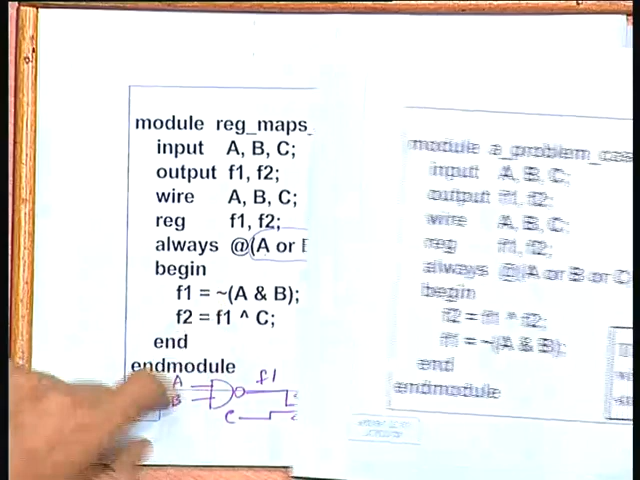 module reg_maps_
input A, B, C;
output f1, f2;
wire A, B, C;
reg f1, f2;
always @(A or B
begin
f1 = ~(A & B);
f2 = f1 ^ C;
end
endmodule
A
B
f1
C
module a_problem_cas
input A, B, C;
output f1, f2;
wire A, B, C;
reg f1, f2;
always @(A or B or C
begin
f2 = f1 ^ f2;
f1 = ~(A & B);
end
endmodule